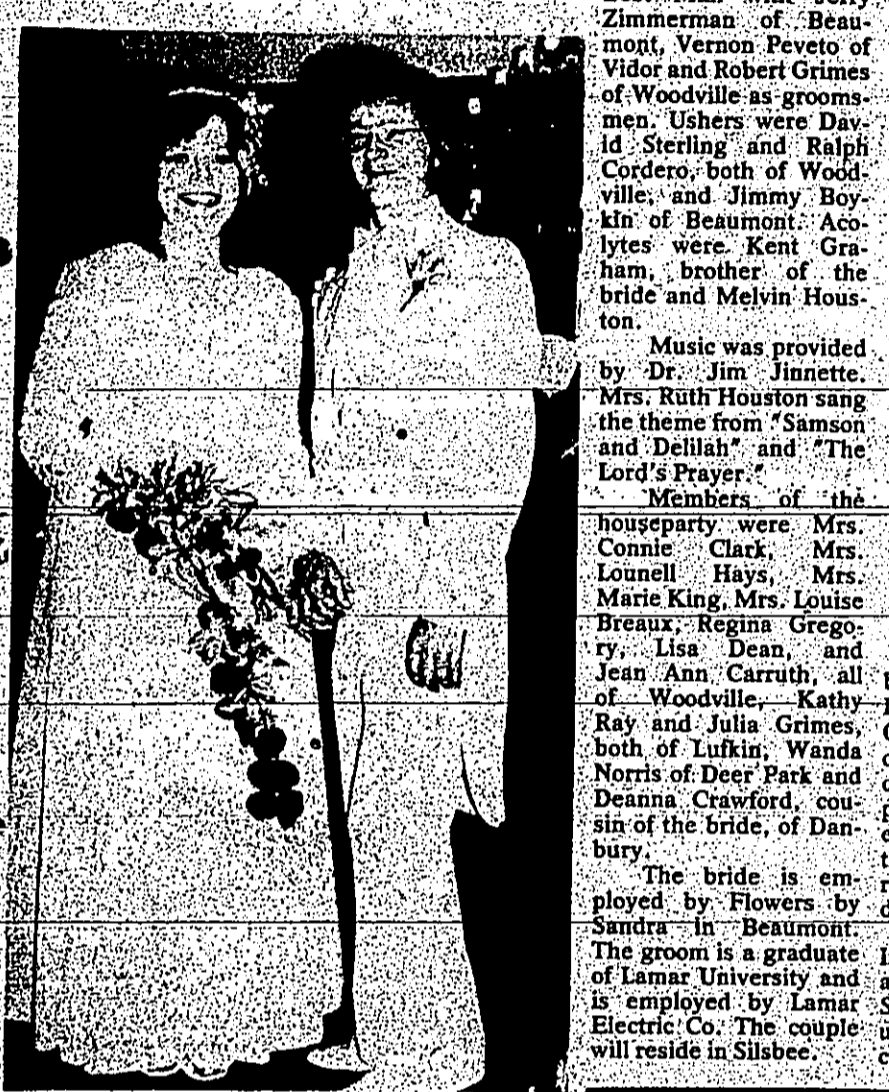 Zimmerman of Beau-
mont, Vernon Peveto of
Vidor and Robert Grimes
of Woodville as grooms-
men. Ushers were Dav-
id Sterling and Ralph
Cordero, both of Wood-
ville, and Jimmy Boy-
kin of Beaumont. Aco-
lytes were Kent Gra-
ham, brother of the
bride and Melvin Hous-
ton.
Music was provided
by Dr. Jim Jinnette.
Mrs. Ruth Houston sang
the theme from "Samson
and Delilah" and "The
Lord's Prayer."
Members of the
houseparty were Mrs.
Connie Clark, Mrs.
Lounell Hays, Mrs.
Marie King, Mrs. Louise
Breaux, Regina Grego-
ry, Lisa Dean, and
Jean Ann Carruth, all
of Woodville, Kathy
Ray and Julia Grimes,
both of Lufkin, Wanda
Norris of Deer Park and
Deanna Crawford, cou-
sin of the bride, of Dan-
bury.
The bride is em-
ployed by Flowers by
Sandra in Beaumont.
The groom is a graduate
of Lamar University and
is employed by Lamar
Electric Co. The couple
will reside in Silsbee.